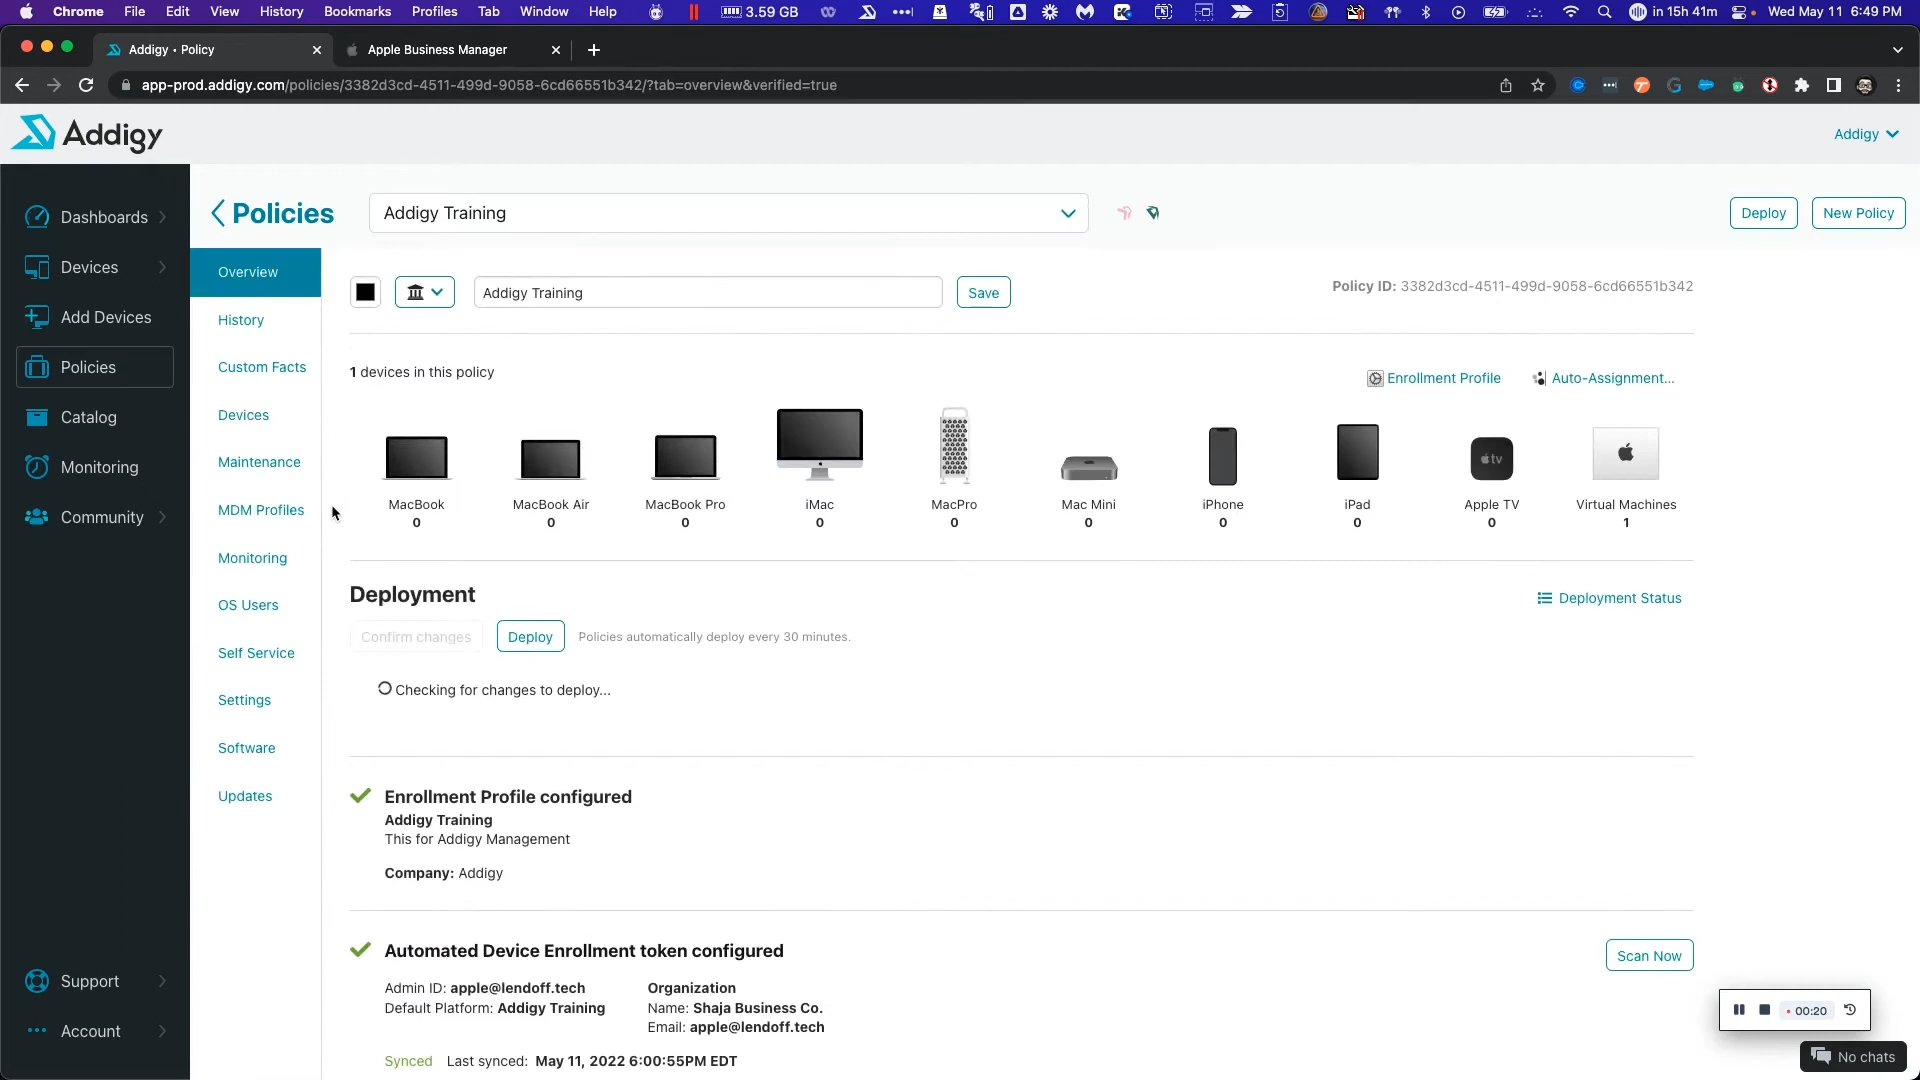 Chrome File Edit View History Bookmarks Profiles Tab Window Help 3.59 GB in 15h 41m Wed May 11 6:49 PM
Addigy • Policy
Apple Business Manager
app-prod.addigy.com/policies/3382d3cd-4511-499d-9058-6cd66551b342/?tab=overview&verified=true
Addigy
Addigy
Dashboards
Devices
Add Devices
Policies
Catalog
Monitoring
Community
Support
Account
Policies
Addigy Training
Deploy
New Policy
Overview
History
Custom Facts
Devices
Maintenance
MDM Profiles
Monitoring
OS Users
Self Service
Settings
Software
Updates
Addigy Training
Save
Policy ID: 3382d3cd-4511-499d-9058-6cd66551b342
1 devices in this policy
Enrollment Profile
Auto-Assignment...
tv
MacBook
0
MacBook Air
0
MacBook Pro
0
iMac
0
MacPro
0
Mac Mini
0
iPhone
0
iPad
0
Apple TV
0
Virtual Machines
1
Deployment
Deployment Status
Confirm changes
Deploy
Policies automatically deploy every 30 minutes.
Checking for changes to deploy...
Enrollment Profile configured
Addigy Training
This for Addigy Management
Company: Addigy
Automated Device Enrollment token configured
Scan Now
Admin ID: apple@lendoff.tech
Default Platform: Addigy Training
Organization
Name: Shaja Business Co.
Email: apple@lendoff.tech
Synced Last synced: May 11, 2022 6:00:55PM EDT
00:20
No chats